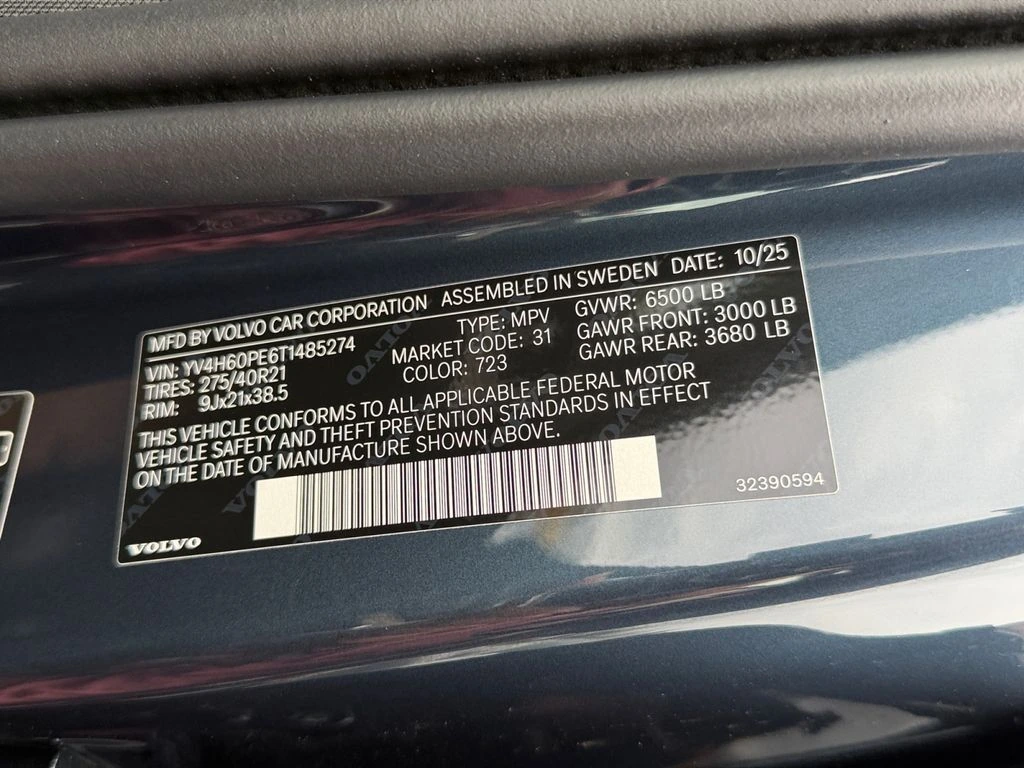 MFD BY VOLVO CAR CORPORATION ASSEMBLED IN SWEDEN DATE: 10/25
VIN: YV4H60PE6T1485274 TYPE: MPV GVWR: 6500 LB
TIRES: 275/40R21 MARKET CODE: 31 GAWR FRONT: 3000 LB
RIM: 9Jx21x38.5 COLOR: 723 GAWR REAR: 3680 LB
THIS VEHICLE CONFORMS TO ALL APPLICABLE FEDERAL MOTOR
VEHICLE SAFETY AND THEFT PREVENTION STANDARDS IN EFFECT
ON THE DATE OF MANUFACTURE SHOWN ABOVE.
32390594
VOLVO